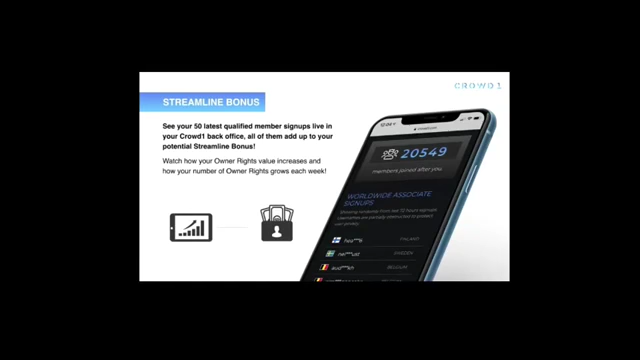 CROWD1
STREAMLINE BONUS
See your 50 latest qualified member signups live in
your Crowd1 back office, all of them add up to your
potential Streamline Bonus!
Watch how your Owner Rights value increases and
how your number of Owner Rights grows each week!
20549
members joined after you
WORLDWIDE ASSOCIATE
SIGNUPS
FINLAND
SWEDEN
BELGIUM